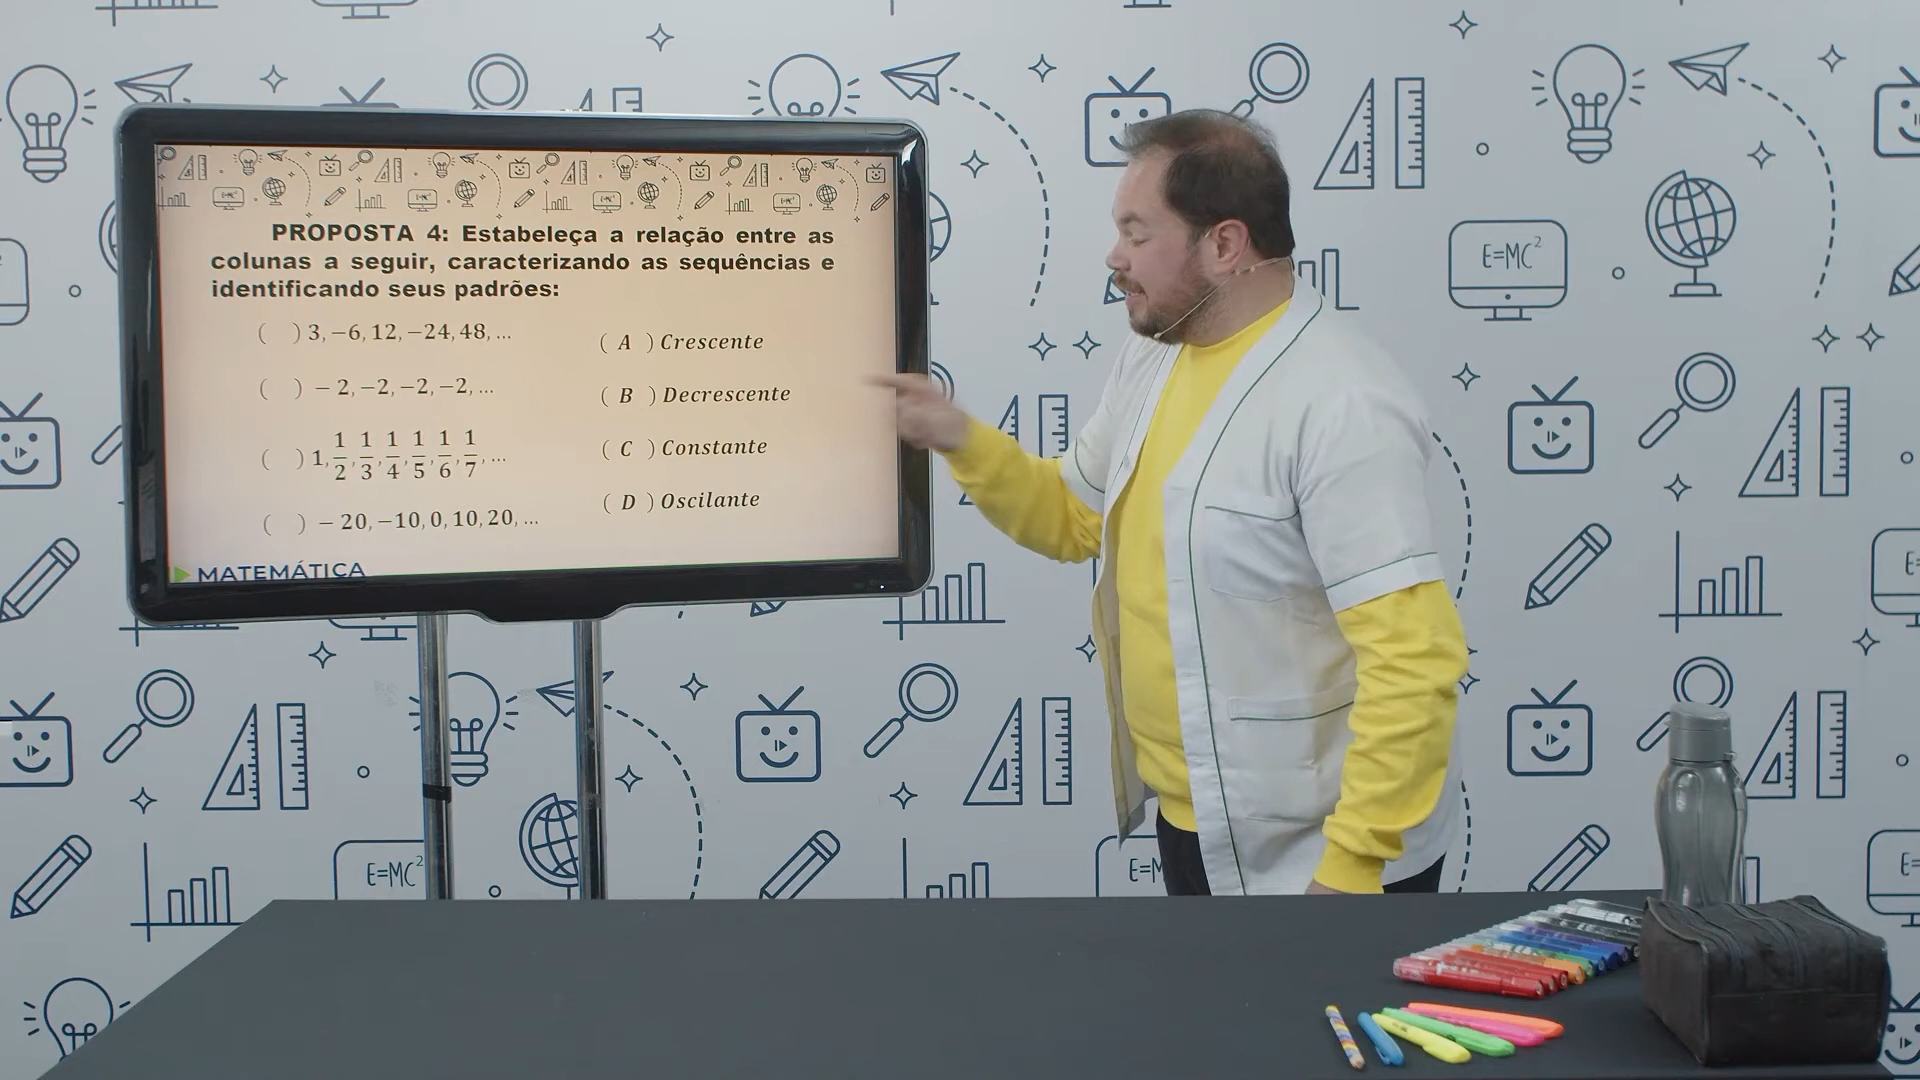 PROPOSTA 4: Estabeleça a relação entre as
colunas a seguir, caracterizando as sequências e
identificando seus padrões:
( ) 3, −6, 12, −24, 48, ...
( ) − 2, −2, −2, −2, ...
( ) 1, 1/2, 1/3, 1/4, 1/5, 1/6, 1/7, ...
( ) − 20, −10, 0, 10, 20, ...
( A ) Crescente
( B ) Decrescente
( C ) Constante
( D ) Oscilante
MATEMÁTICA
E=MC²
E=MC²
E=M
E=
E=